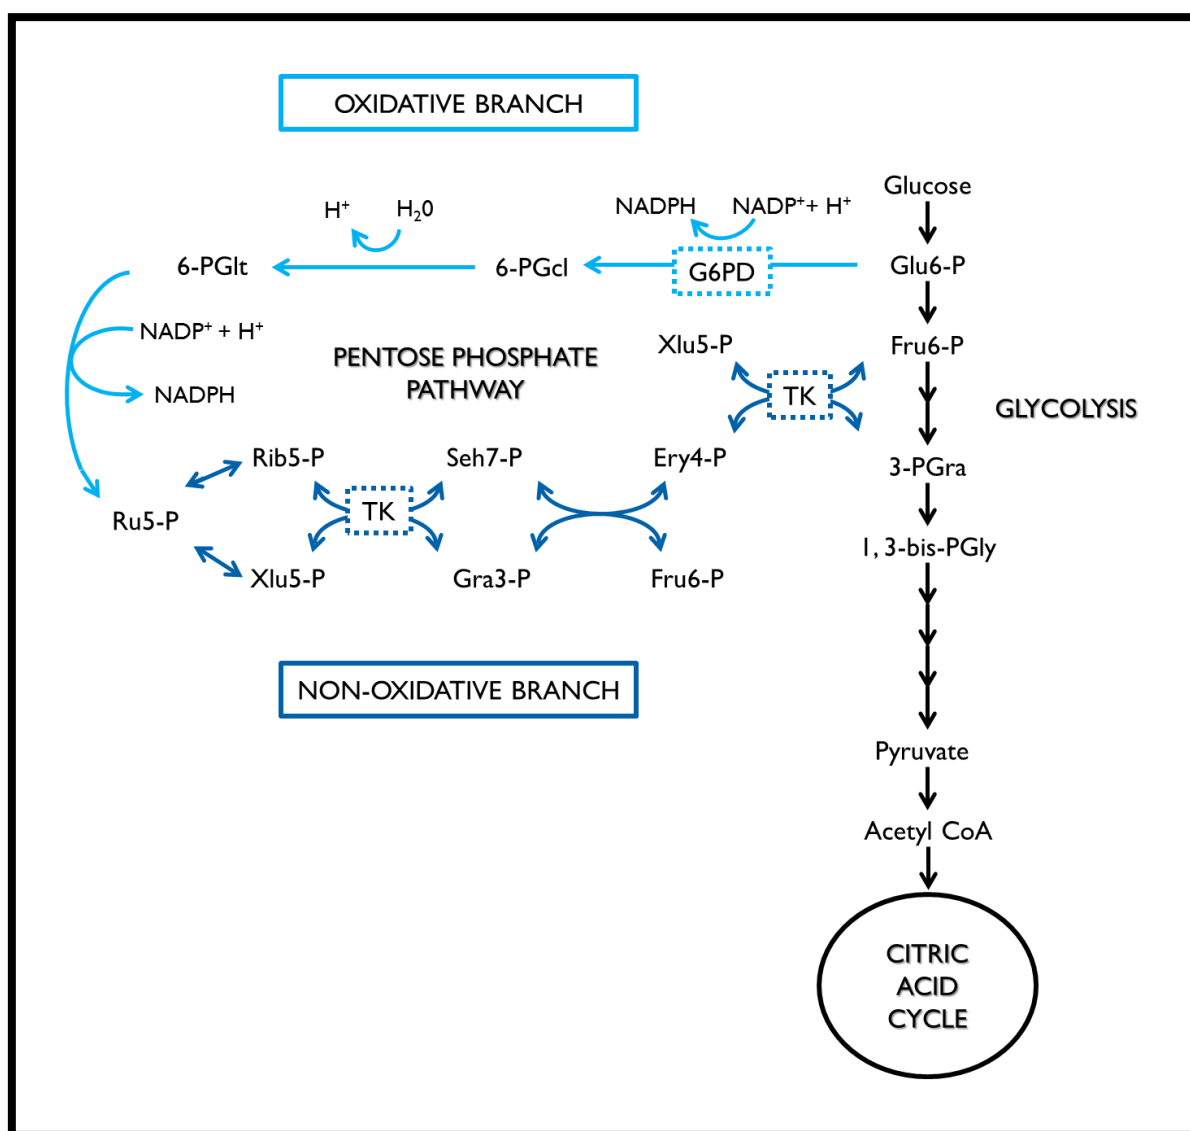 OXIDATIVE BRANCH
Glucose
H⁺
H₂0
NADPH
NADP⁺+ H⁺
6-PGlt
6-PGcl
G6PD
Glu6-P
NADP⁺ + H⁺
NADPH
PENTOSE PHOSPHATE
PATHWAY
Xlu5-P
Fru6-P
TK
GLYCOLYSIS
Rib5-P
Seh7-P
Ery4-P
3-PGra
Ru5-P
TK
1, 3-bis-PGly
Xlu5-P
Gra3-P
Fru6-P
NON-OXIDATIVE BRANCH
Pyruvate
Acetyl CoA
CITRIC
ACID
CYCLE